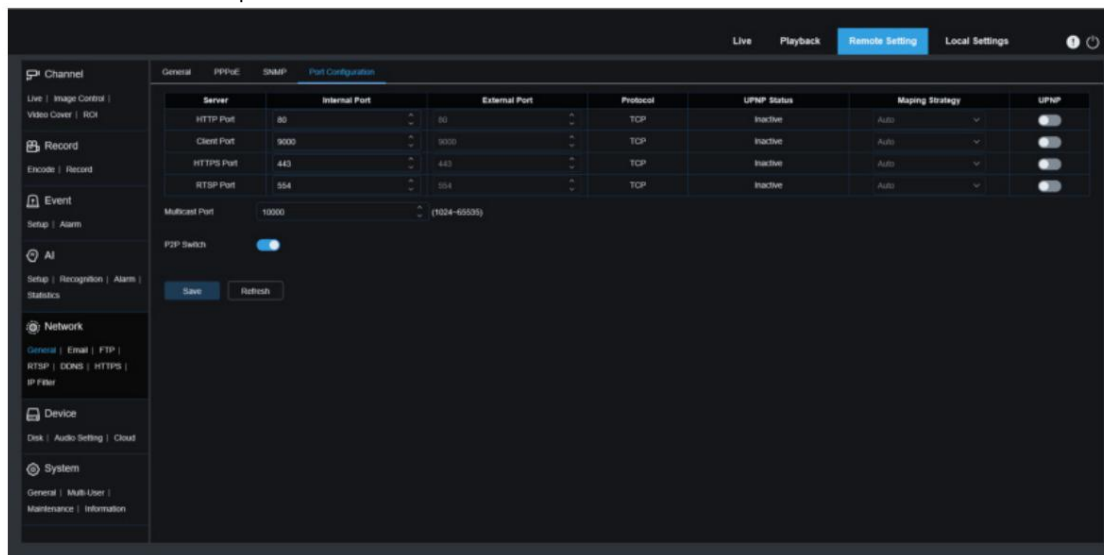 Live Playback Remote Setting Local Settings
Channel
Live | Image Control |
Video Cover | ROI
Record
Encode | Record
Event
Setup | Alarm
AI
Setup | Recognition | Alarm |
Statistics
Network
General | Email | FTP |
RTSP | DDNS | HTTPS |
IP Filter
Device
Disk | Audio Setting | Cloud
System
General | Multi-User |
Maintenance | Information
General PPPoE SNMP Port Configuration
Server Internal Port External Port Protocol UPNP Status Maping Strategy UPNP
HTTP Port 80 80 TCP Inactive Auto
Client Port 9000 9000 TCP Inactive Auto
HTTPS Port 443 443 TCP Inactive Auto
RTSP Port 554 554 TCP Inactive Auto
Multicast Port 10000 (1024~65535)
P2P Switch
Save Refresh